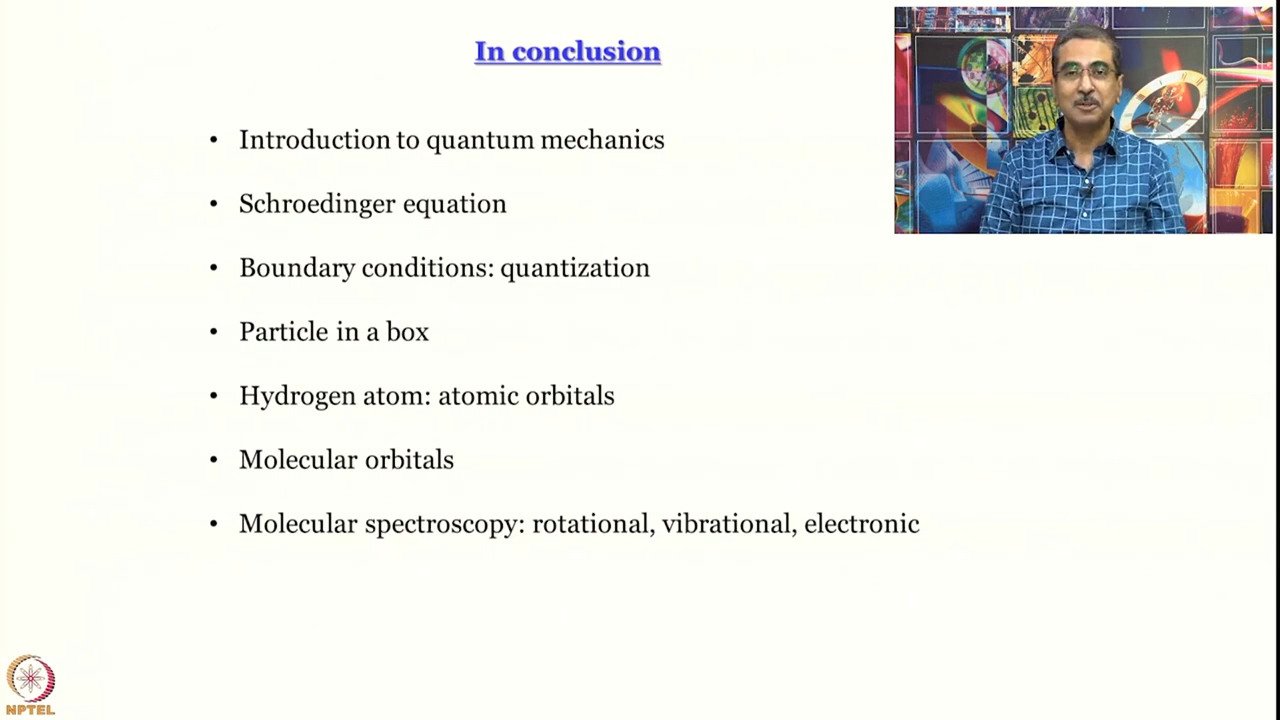 In conclusion
• Introduction to quantum mechanics
• Schroedinger equation
• Boundary conditions: quantization
• Particle in a box
• Hydrogen atom: atomic orbitals
• Molecular orbitals
• Molecular spectroscopy: rotational, vibrational, electronic
NPTEL